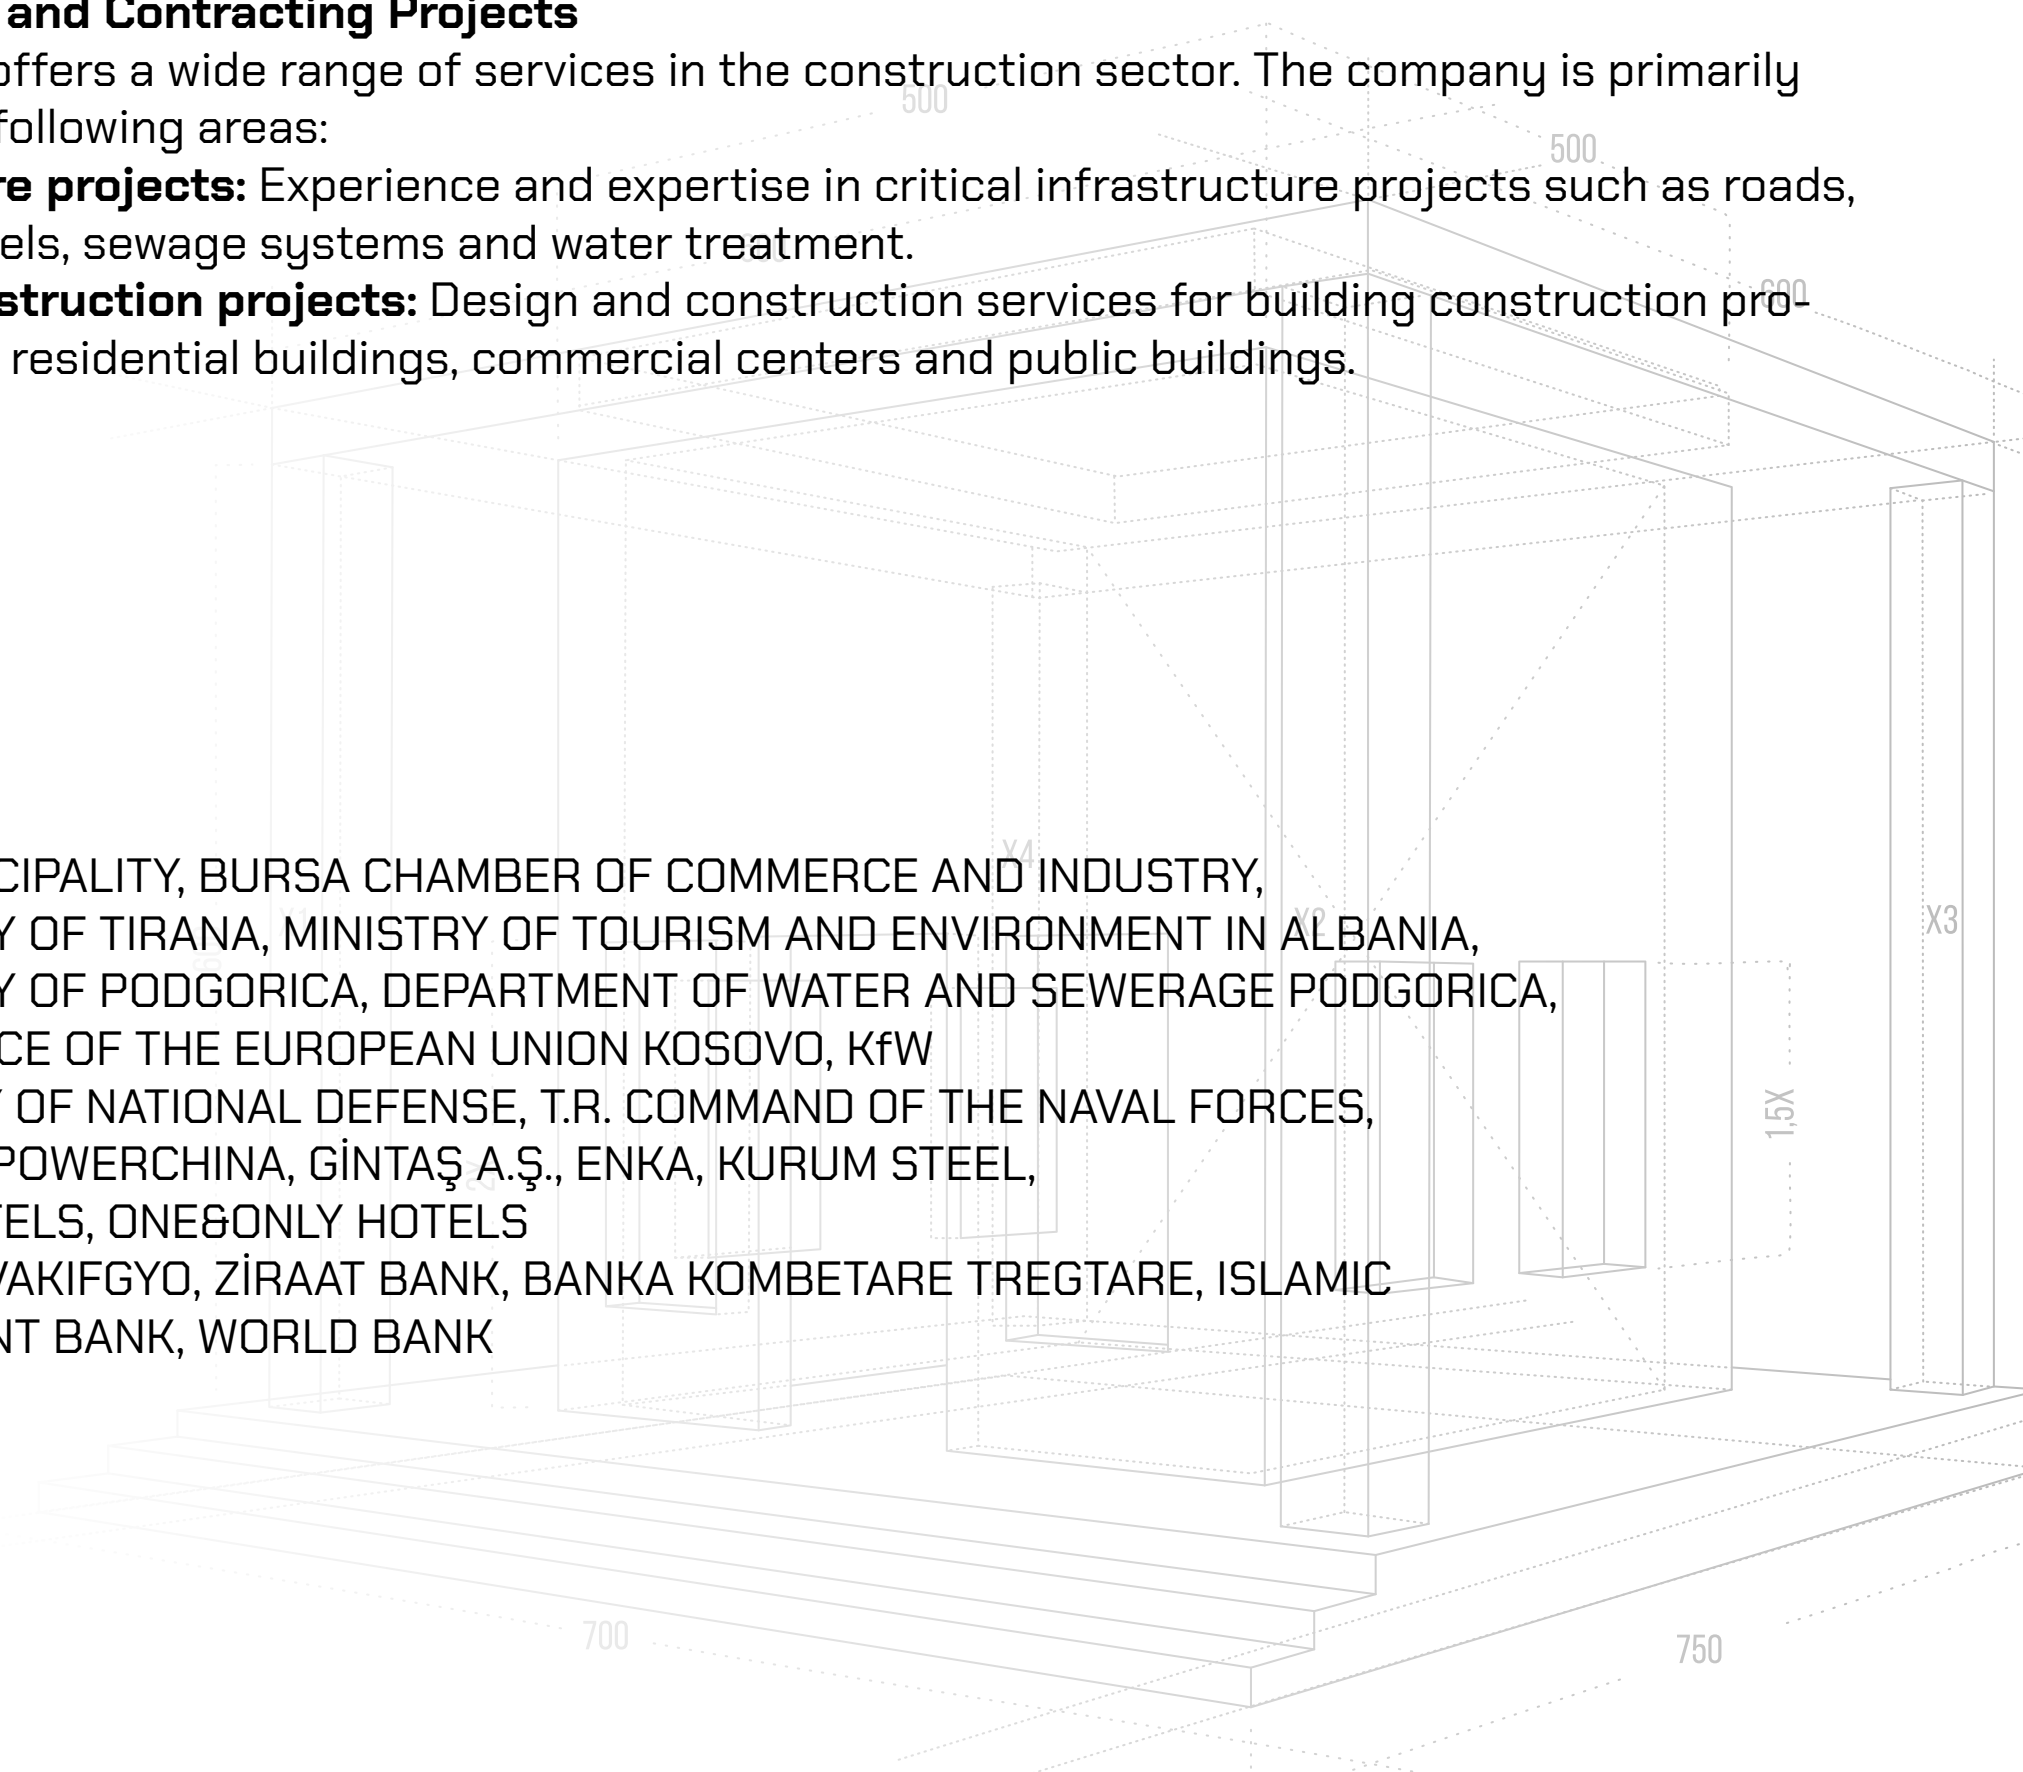 and Contracting Projects
offers a wide range of services in the construction sector. The company is primarily
following areas:
re projects: Experience and expertise in critical infrastructure projects such as roads,
els, sewage systems and water treatment.
struction projects: Design and construction services for building construction pro-
residential buildings, commercial centers and public buildings.
500
500
600
CIPALITY, BURSA CHAMBER OF COMMERCE AND INDUSTRY,
Y OF TIRANA, MINISTRY OF TOURISM AND ENVIRONMENT IN ALBANIA,
Y OF PODGORICA, DEPARTMENT OF WATER AND SEWERAGE PODGORICA,
CE OF THE EUROPEAN UNION KOSOVO, KfW
OF NATIONAL DEFENSE, T.R. COMMAND OF THE NAVAL FORCES,
POWERCHINA, GİNTAŞ A.Ş., ENKA, KURUM STEEL,
ELS, ONE&ONLY HOTELS
VAKIFGYO, ZİRAAT BANK, BANKA KOMBETARE TREGTARE, ISLAMIC
NT BANK, WORLD BANK
X4
X1
X2
X3
1,5X
2X
700
750